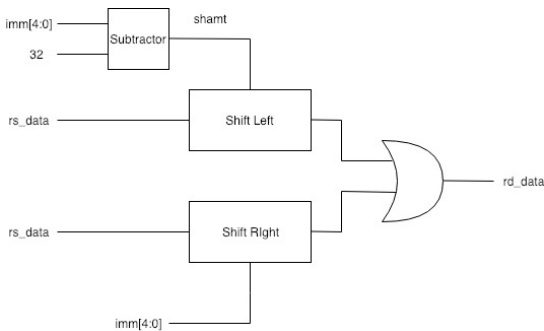 imm[4:0]
32
Subtractor
shamt
rs_data
Shift Left
rd_data
rs_data
Shift RIght
imm[4:0]